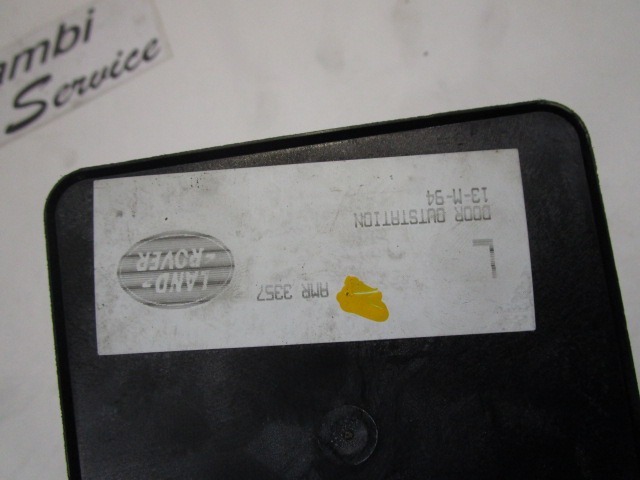 ambi
Service
LAND-
-ROVER
AMR 3357
L
DOOR OUTSTATION
13-M-94